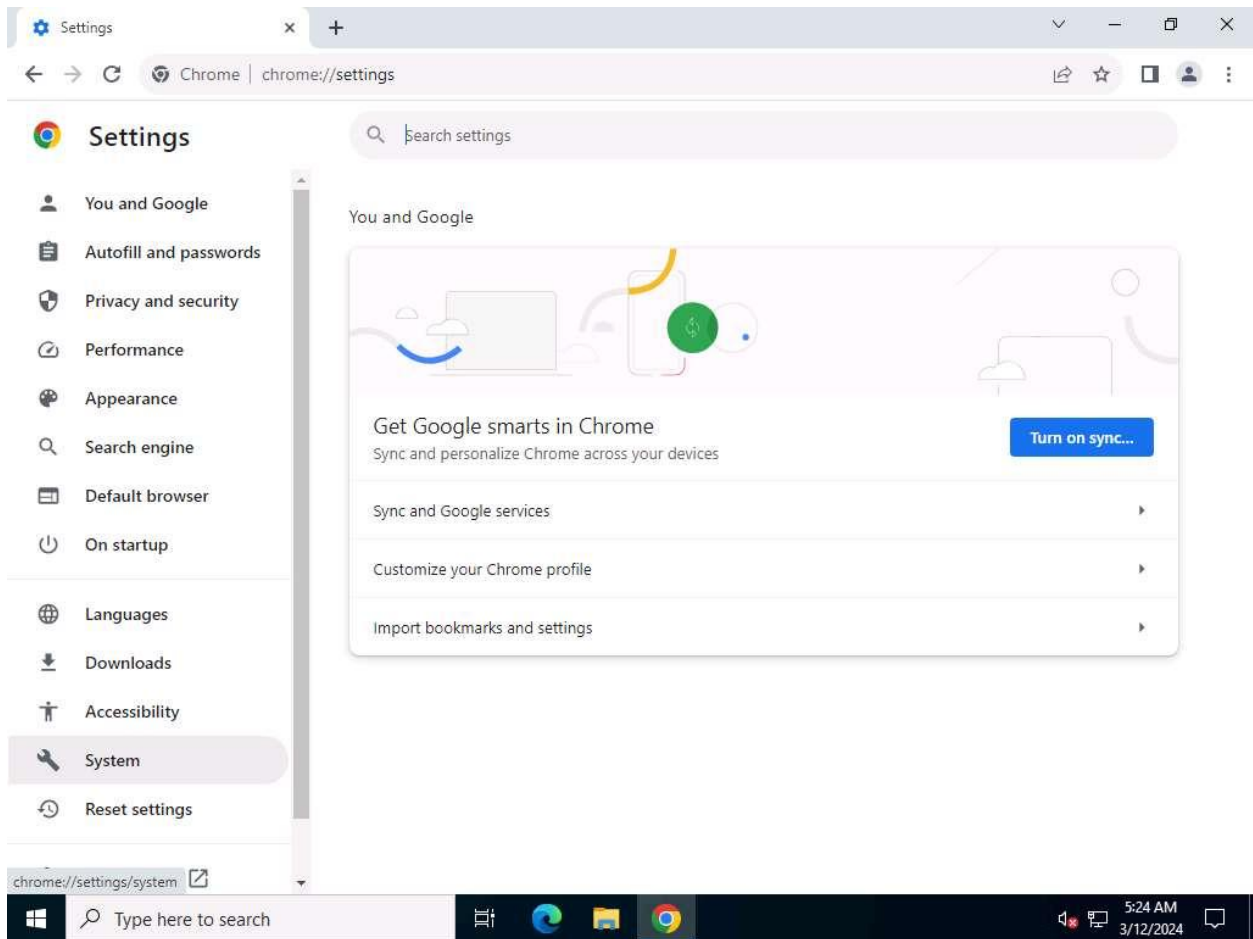 Settings
Chrome | chrome://settings
Settings
Search settings
You and Google
Autofill and passwords
Privacy and security
Performance
Appearance
Search engine
Default browser
On startup
Languages
Downloads
Accessibility
System
Reset settings
chrome://settings/system
You and Google
Get Google smarts in Chrome
Sync and personalize Chrome across your devices
Turn on sync...
Sync and Google services
Customize your Chrome profile
Import bookmarks and settings
Type here to search
5:24 AM
3/12/2024